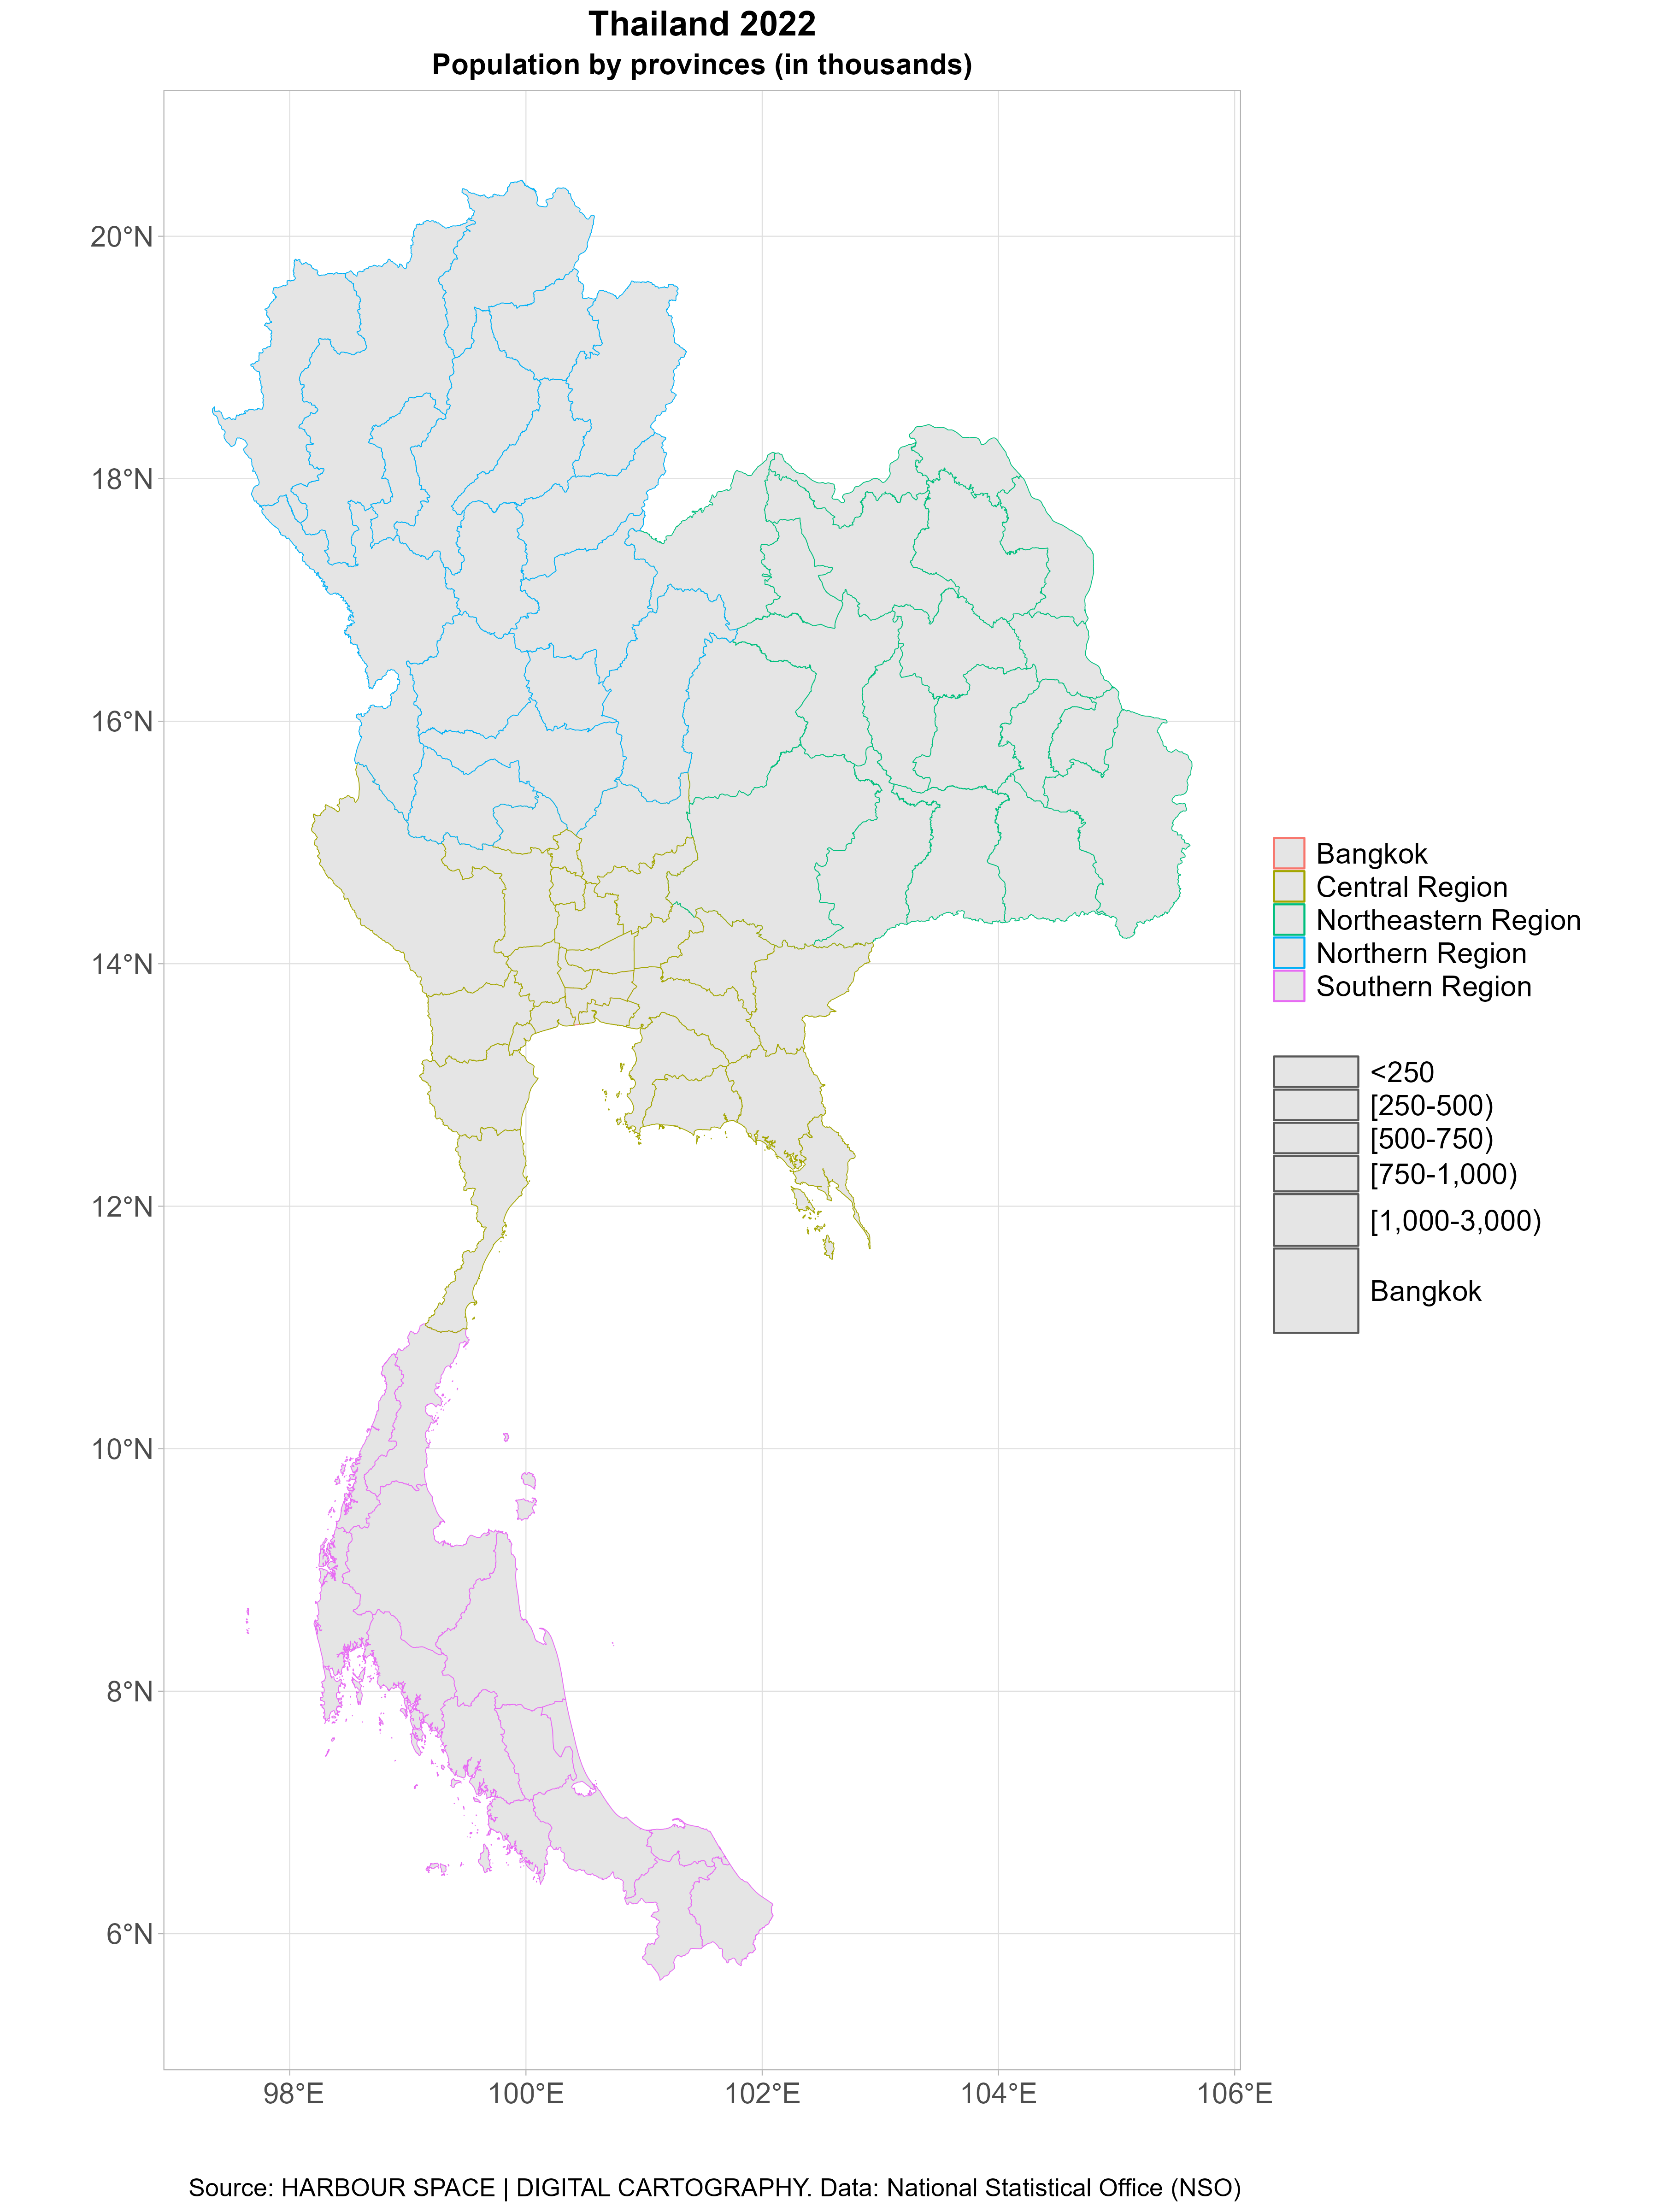 Thailand 2022
Population by provinces (in thousands)
20°N
18°N
16°N
14°N
12°N
10°N
8°N
6°N
98°E 100°E 102°E 104°E 106°E
Bangkok
Central Region
Northeastern Region
Northern Region
Southern Region
<250
[250-500)
[500-750)
[750-1,000)
[1,000-3,000)
Bangkok
Source: HARBOUR SPACE | DIGITAL CARTOGRAPHY. Data: National Statistical Office (NSO)